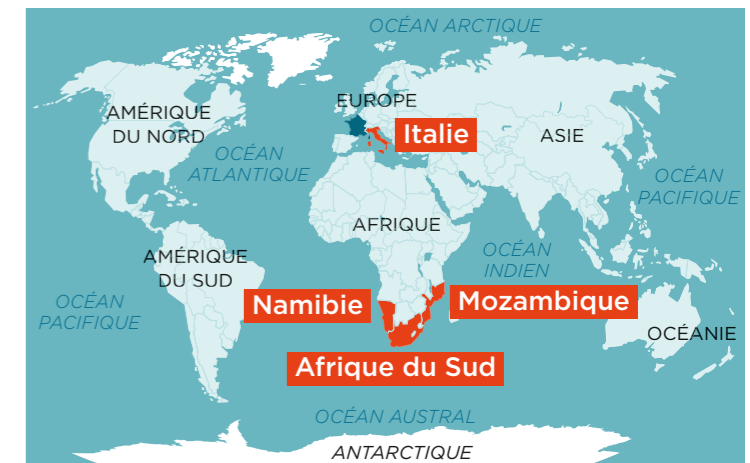 OCÉAN ARCTIQUE
EUROPE
AMÉRIQUE
DU NORD
Italie
ASIE
OCÉAN
ATLANTIQUE
OCÉAN
PACIFIQUE
AFRIQUE
AMÉRIQUE
DU SUD
OCÉAN
INDIEN
OCÉAN
PACIFIQUE
Namibie
Mozambique
OCÉANIE
Afrique du Sud
OCÉAN AUSTRAL
ANTARCTIQUE